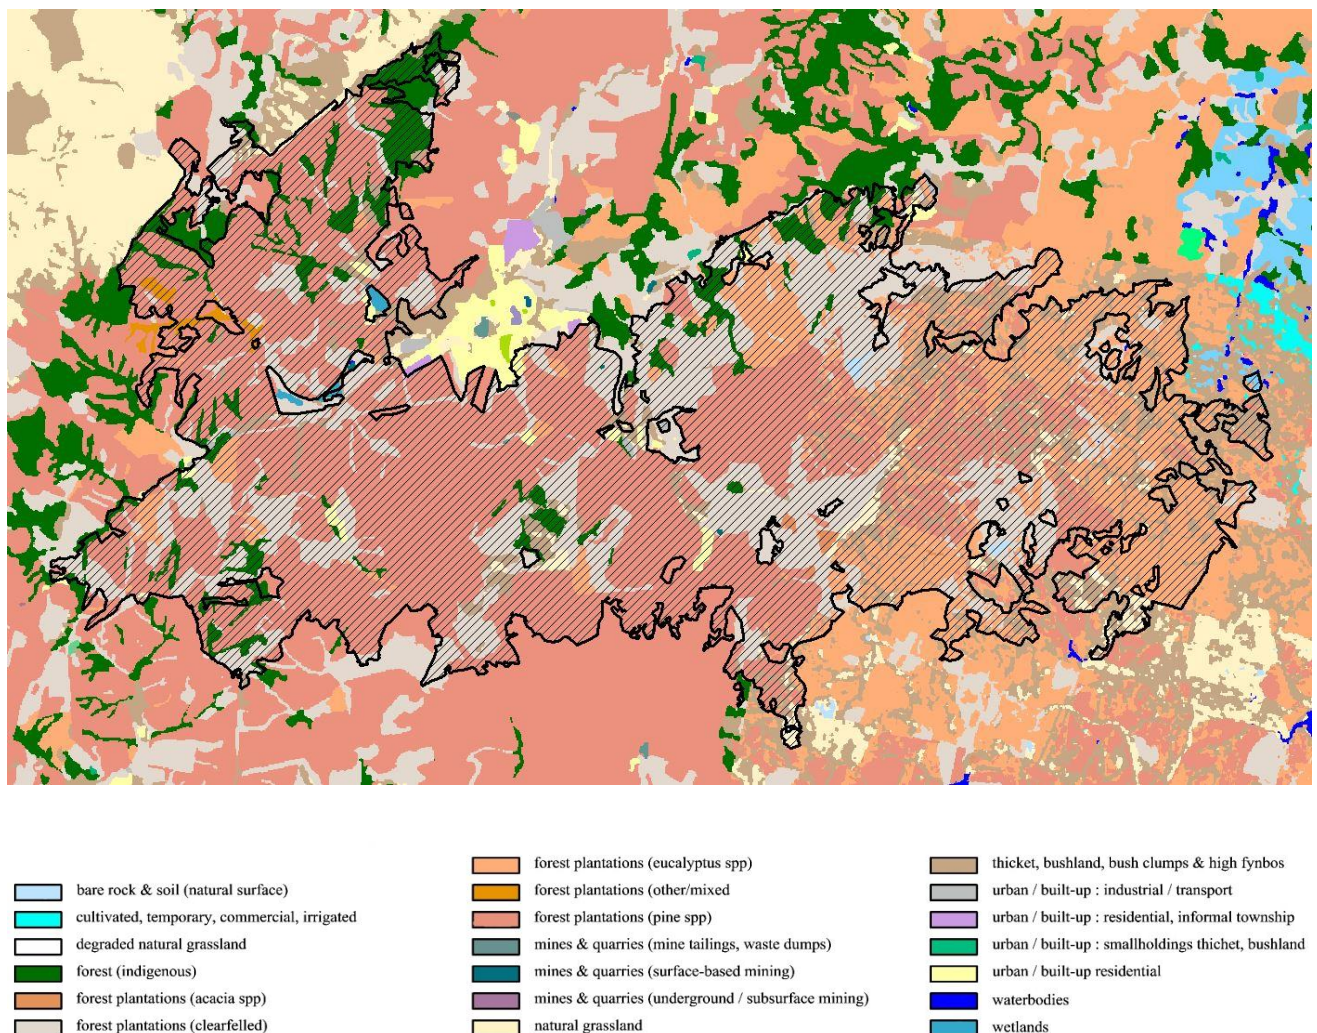 bare rock & soil (natural surface)
cultivated, temporary, commercial, irrigated
degraded natural grassland
forest (indigenous)
forest plantations (acacia spp)
forest plantations (clearfelled)
forest plantations (eucalyptus spp)
forest plantations (other/mixed
forest plantations (pine spp)
mines & quarries (mine tailings, waste dumps)
mines & quarries (surface-based mining)
mines & quarries (underground / subsurface mining)
natural grassland
thicket, bushland, bush clumps & high fynbos
urban / built-up : industrial / transport
urban / built-up : residential, informal township
urban / built-up : smallholdings thichet, bushland
urban / built-up residential
waterbodies
wetlands